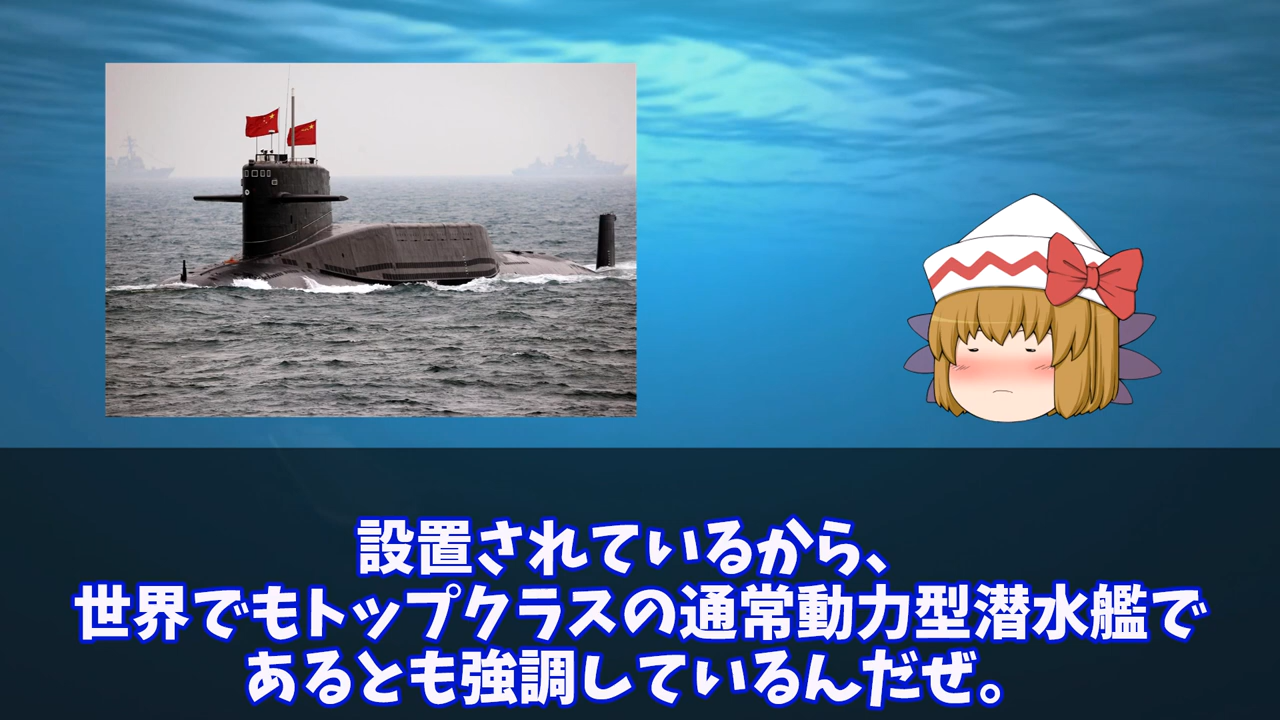 設置されているから、
世界でもトップクラスの通常動力型潜水艦で
あるとも強調しているんだぜ。